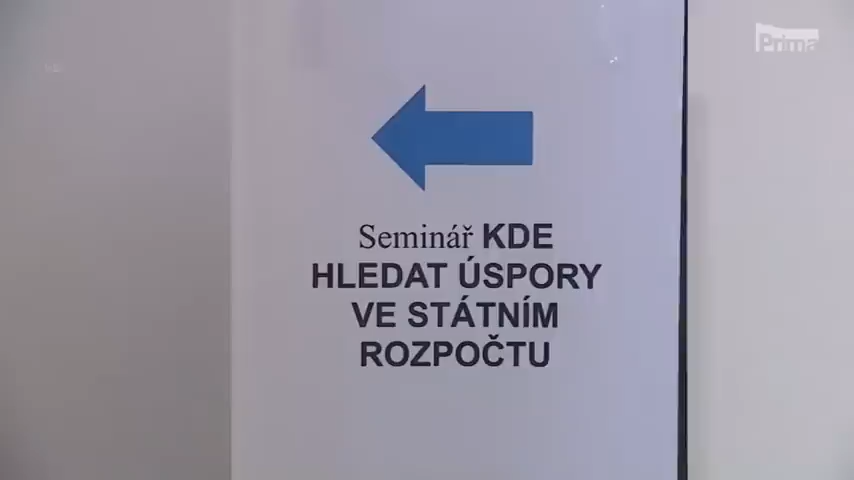 Prima
Seminář KDE
HLEDAT ÚSPORY
VE STÁTNÍM
ROZPOČTU